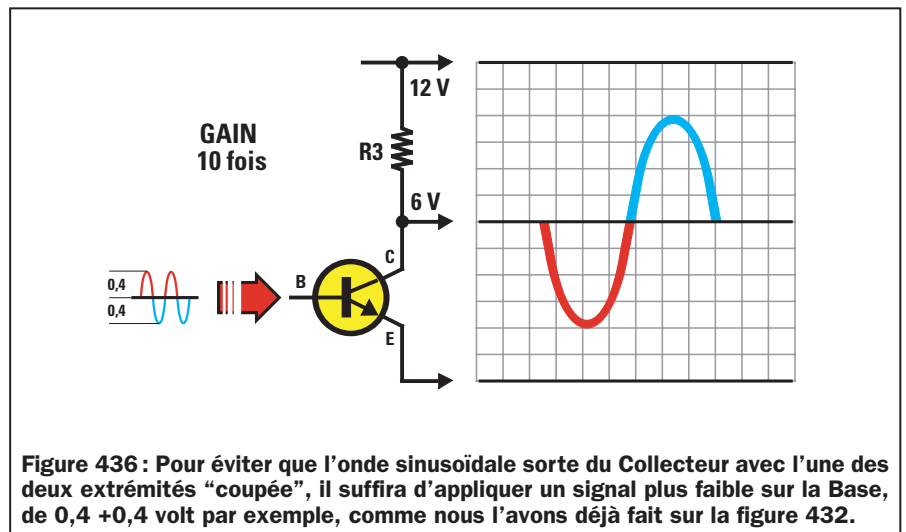 12 V
GAIN
10 fois
R3
6 V
C
B
0,4
0,4
E
Figure 436 : Pour éviter que l’onde sinusoïdale sorte du Collecteur avec l’une des
deux extrémités “coupée”, il suffira d’appliquer un signal plus faible sur la Base,
de 0,4 +0,4 volt par exemple, comme nous l’avons déjà fait sur la figure 432.